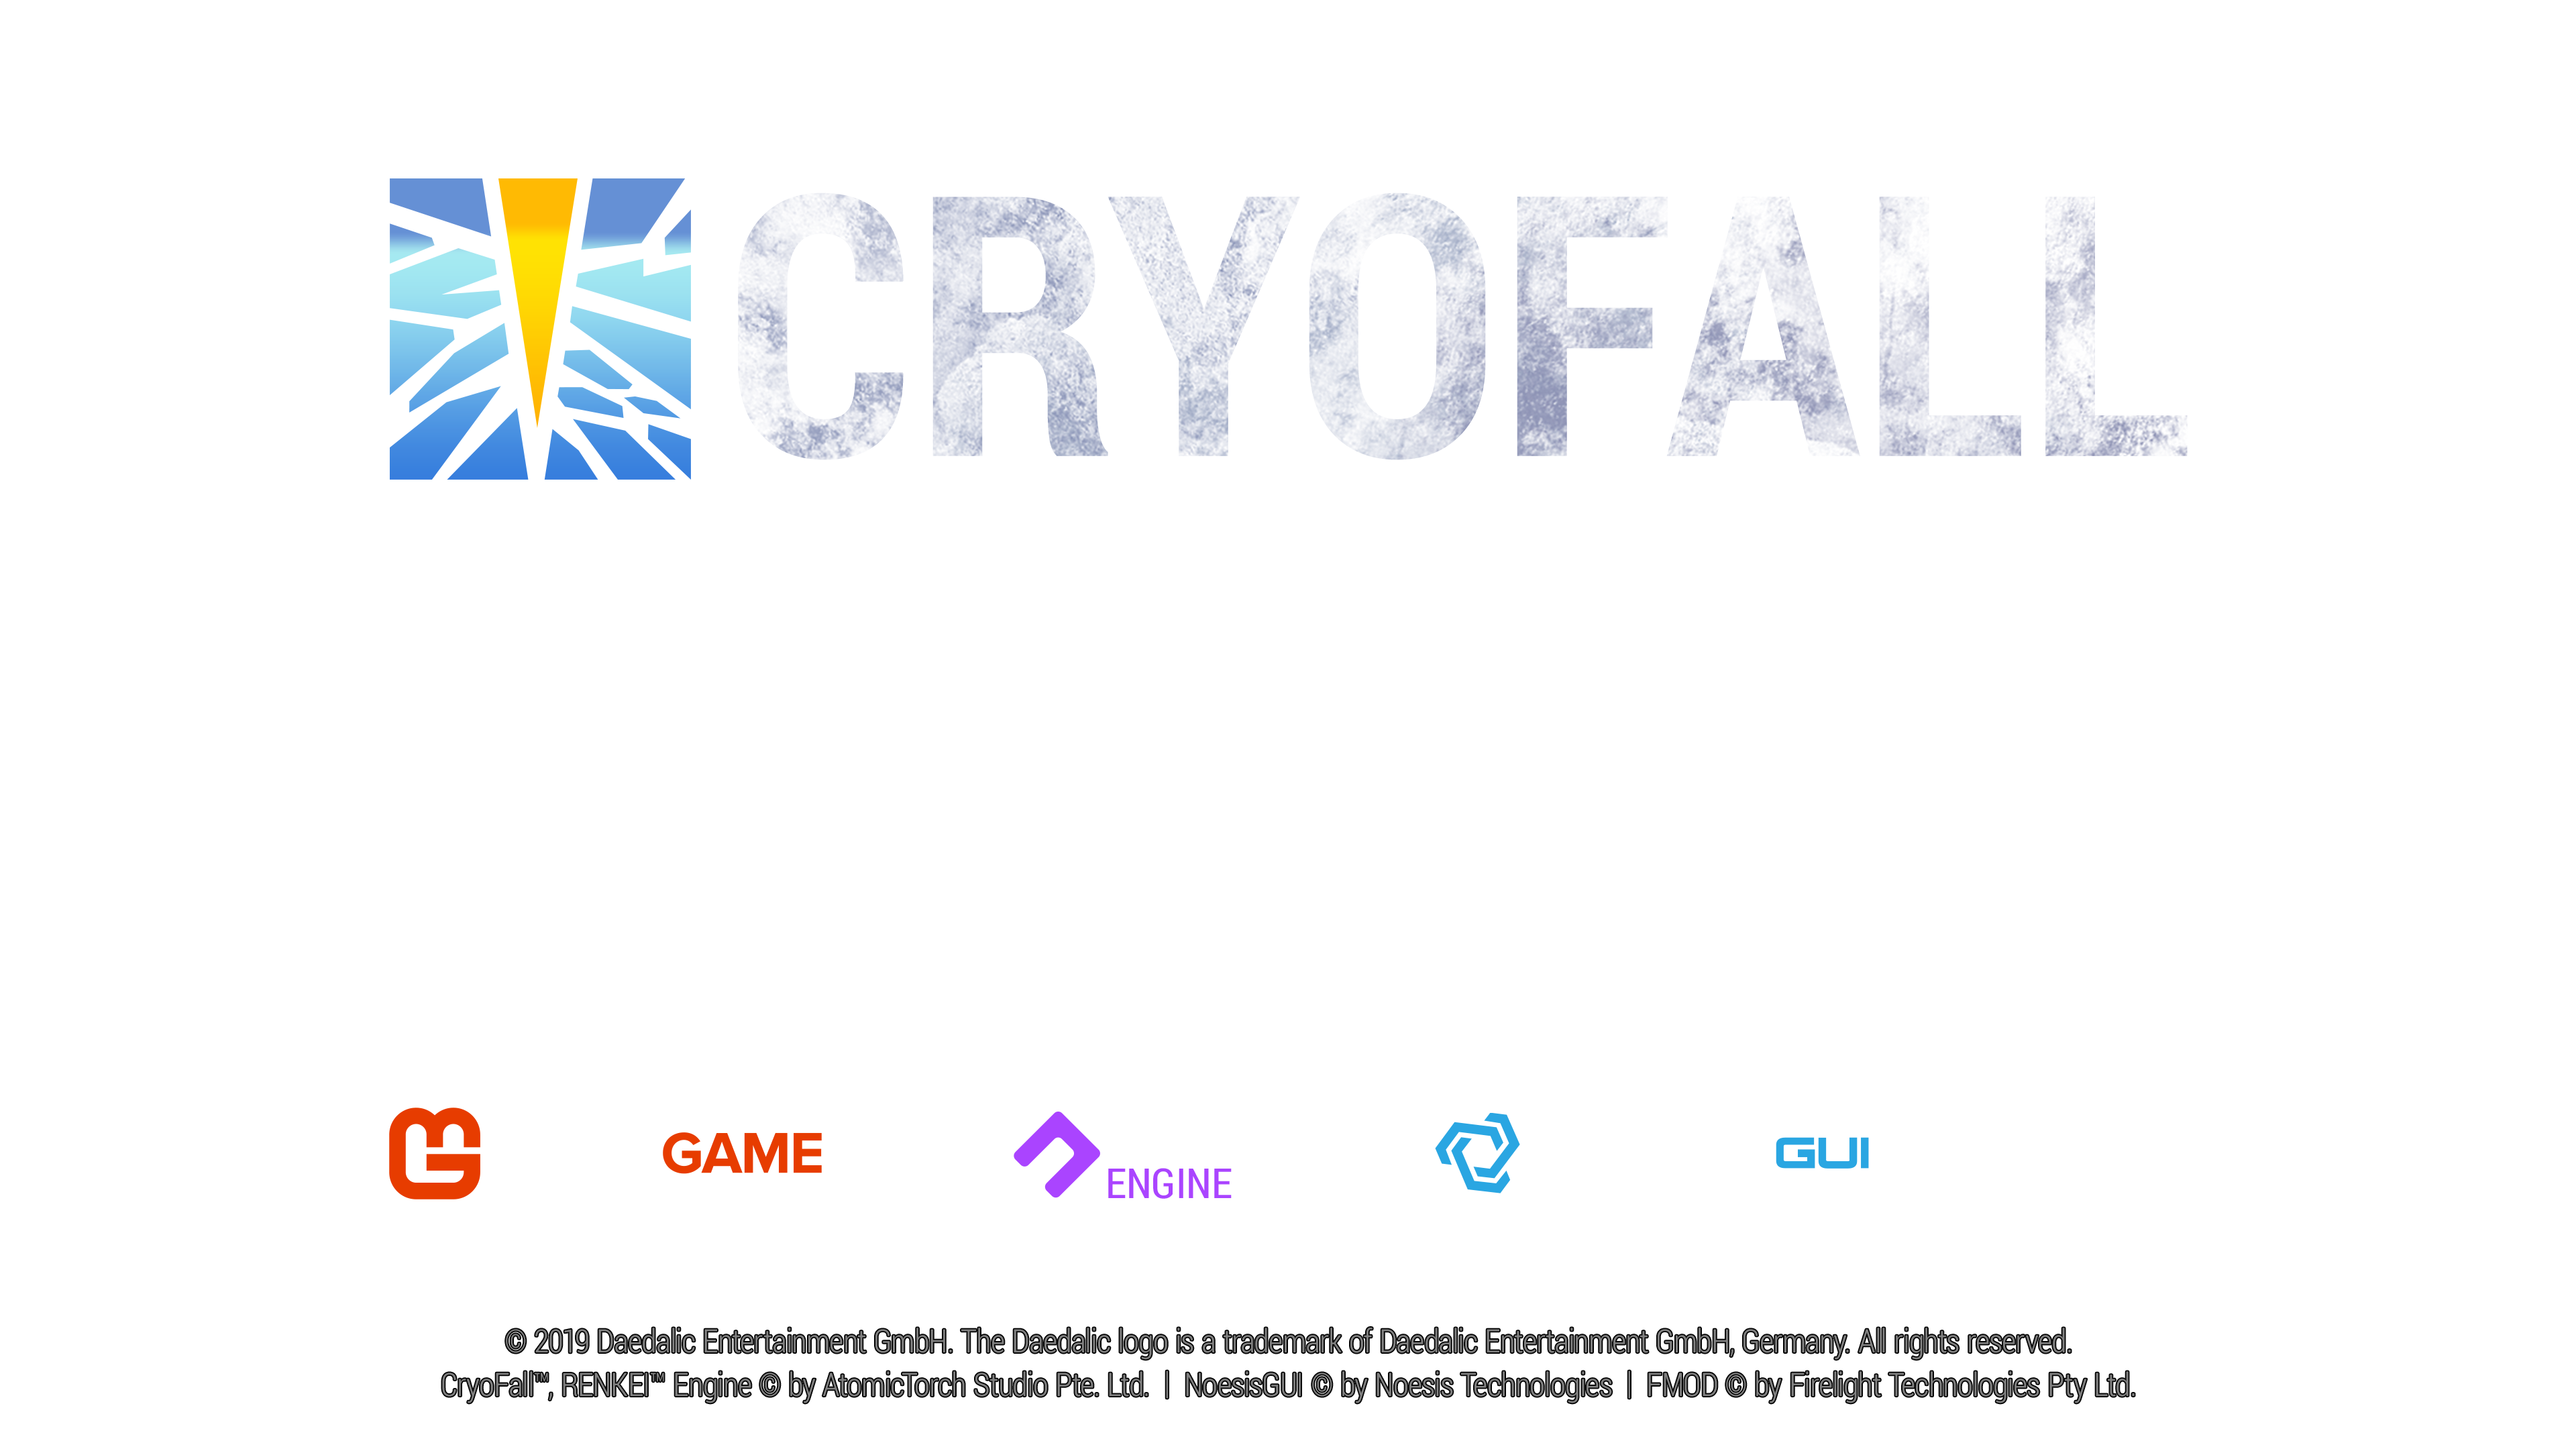 CRYOFALL
GAME
ENGINE
GUI
© 2019 Daedalic Entertainment GmbH. The Daedalic logo is a trademark of Daedalic Entertainment GmbH, Germany. All rights reserved.
CryoFall™, RENKEI™ Engine © by AtomicTorch Studio Pte. Ltd. | NoesisGUI © by Noesis Technologies | FMOD © by Firelight Technologies Pty Ltd.